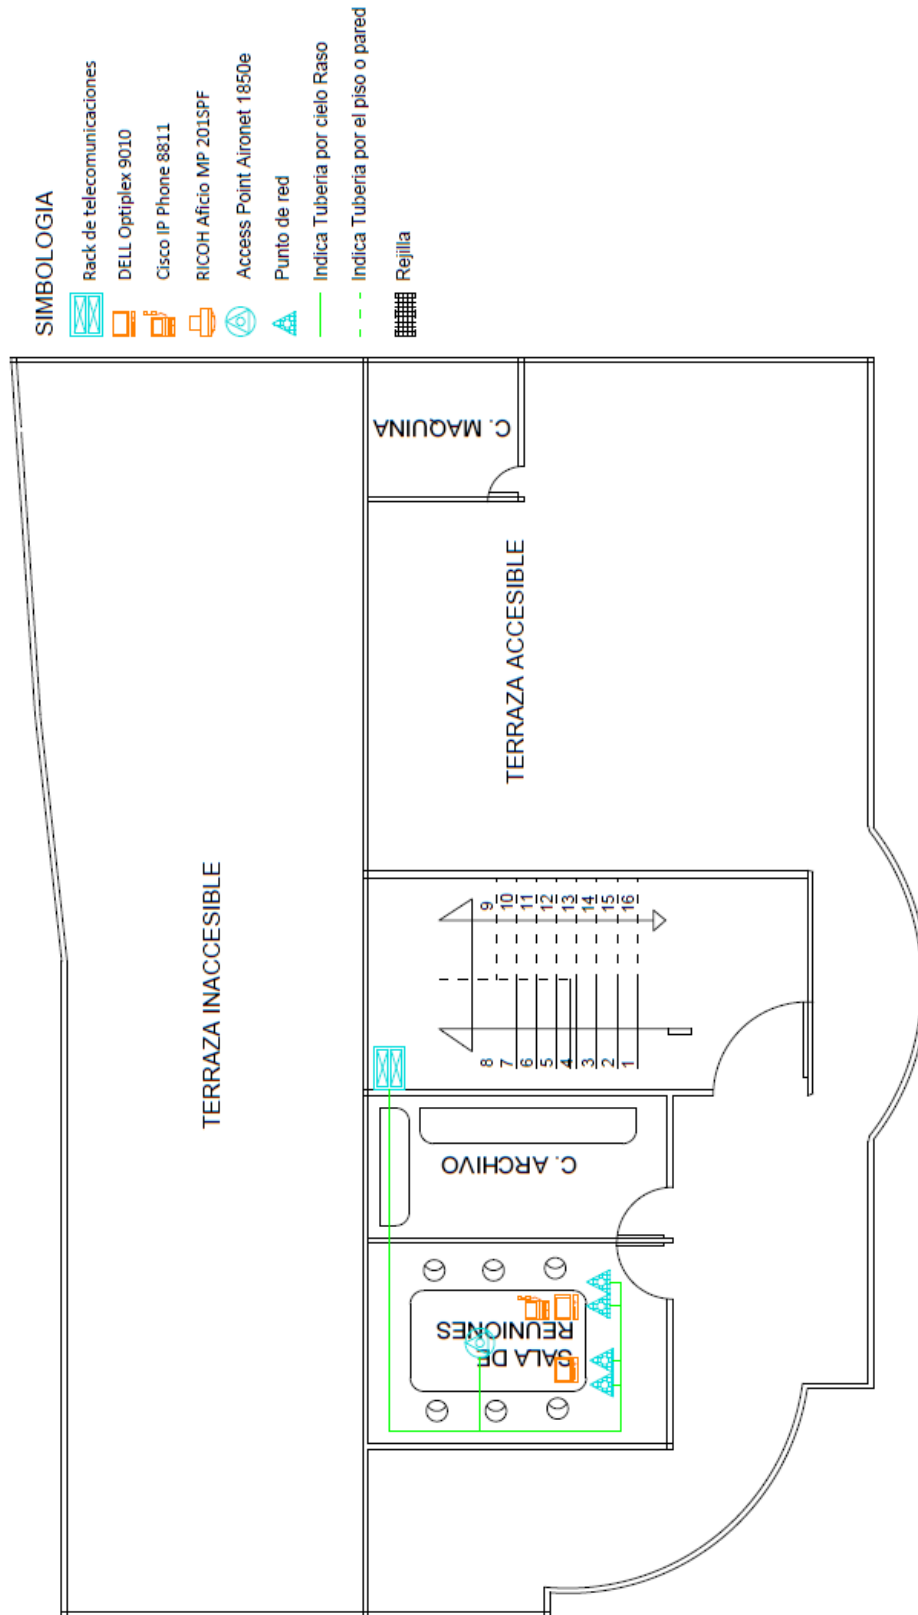 SIMBOLOGIA
Rack de telecomunicaciones
DELL Optiplex 9010
Cisco IP Phone 8811
RICOH Aficio MP 201SPF
Access Point Aironet 1850e
Punto de red
Indica Tuberia por cielo Raso
Indica Tuberia por el piso o pared
Rejilla
TERRAZA INACCESIBLE
C. MAQUINA
TERRAZA ACCESIBLE
8
7
6
5
4
3
2
1
9
10
11
12
13
14
15
16
C. ARCHIVO
SALA DE
REUNIONES